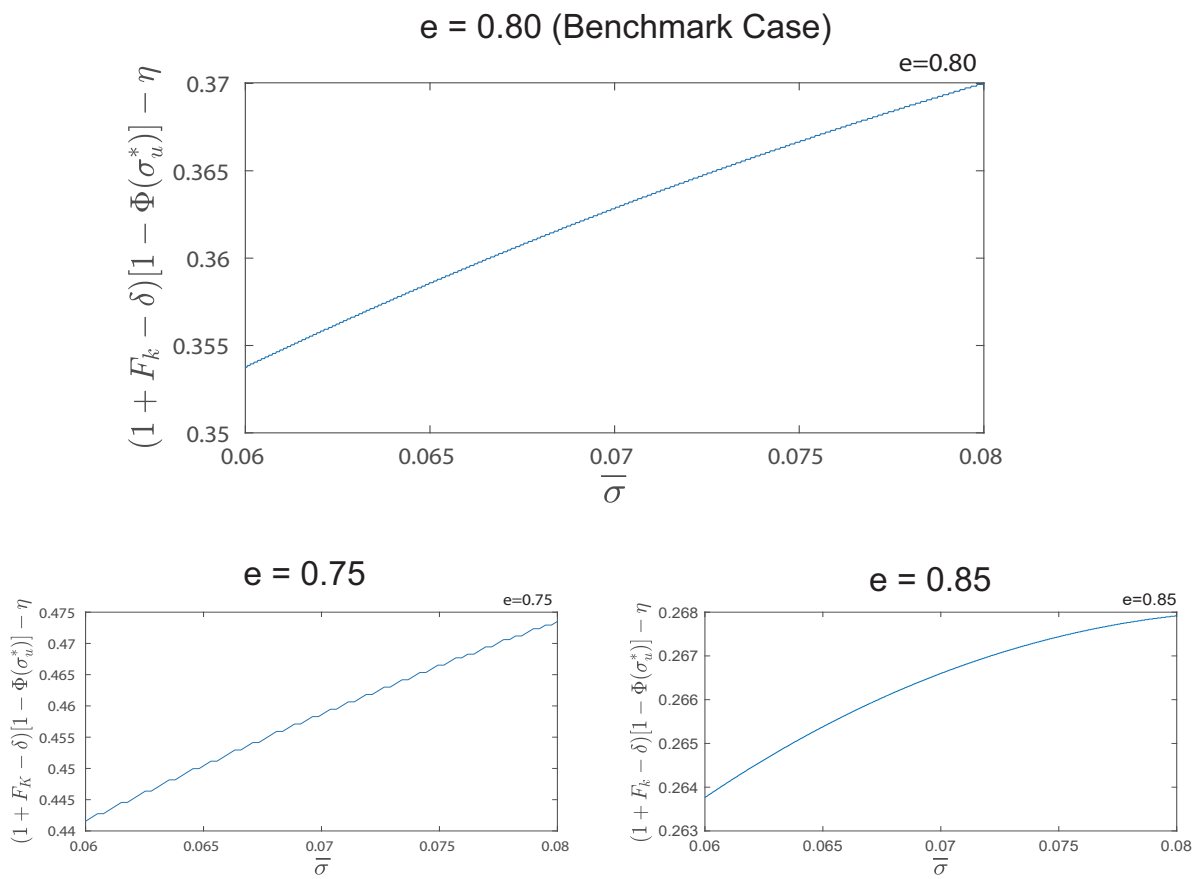 e = 0.80 (Benchmark Case)
e=0.80
(1 + F_k − δ)[1 − Φ(σ_u^*)] − η
0.37
0.365
0.36
0.355
0.35
0.06 0.065 0.07 0.075 0.08
σ̅
e = 0.75
e=0.75
(1 + F_K − δ)[1 − Φ(σ_u^*)] − η
0.475
0.47
0.465
0.46
0.455
0.45
0.445
0.44
0.06 0.065 0.07 0.075 0.08
σ̅
e = 0.85
e=0.85
(1 + F_k − δ)[1 − Φ(σ_u^*)] − η
0.268
0.267
0.266
0.265
0.264
0.263
0.06 0.065 0.07 0.075 0.08
σ̅